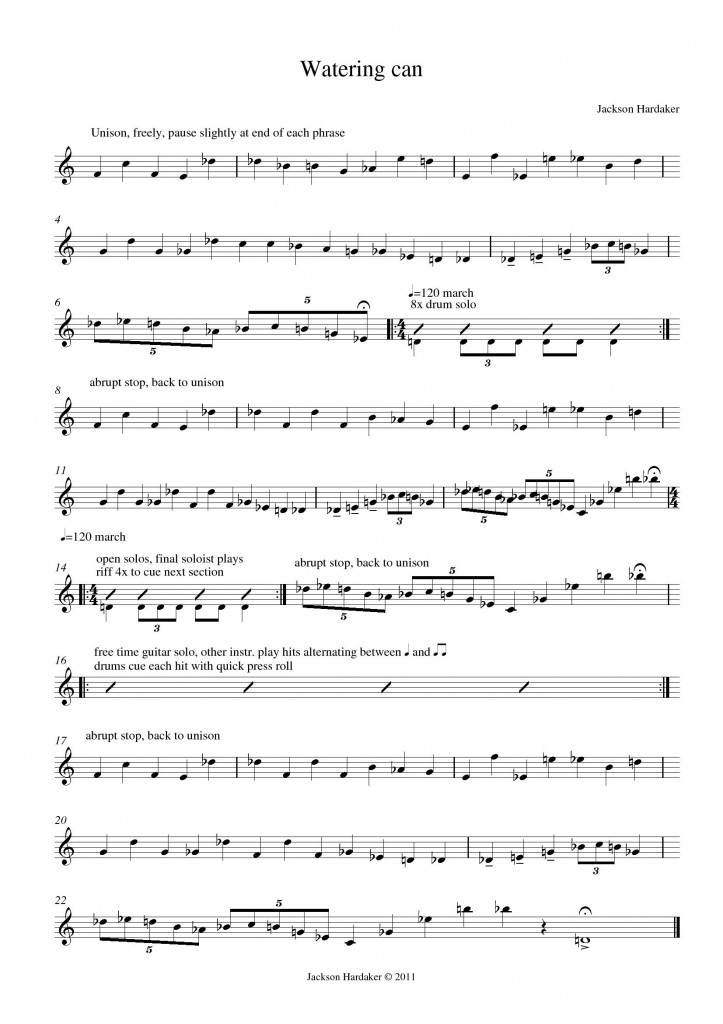 Watering can
Jackson Hardaker
Unison, freely, pause slightly at end of each phrase
4
3
6
5
5
♩=120 march
8x drum solo
4
4
3
8
abrupt stop, back to unison
11
3
5
5
4
4
♩=120 march
14
open solos, final soloist plays
riff 4x to cue next section
4
4
3
abrupt stop, back to unison
5
5
16
free time guitar solo, other instr. play hits alternating between ♩ and ♫
drums cue each hit with quick press roll
17
abrupt stop, back to unison
20
3
22
5
5
Jackson Hardaker © 2011